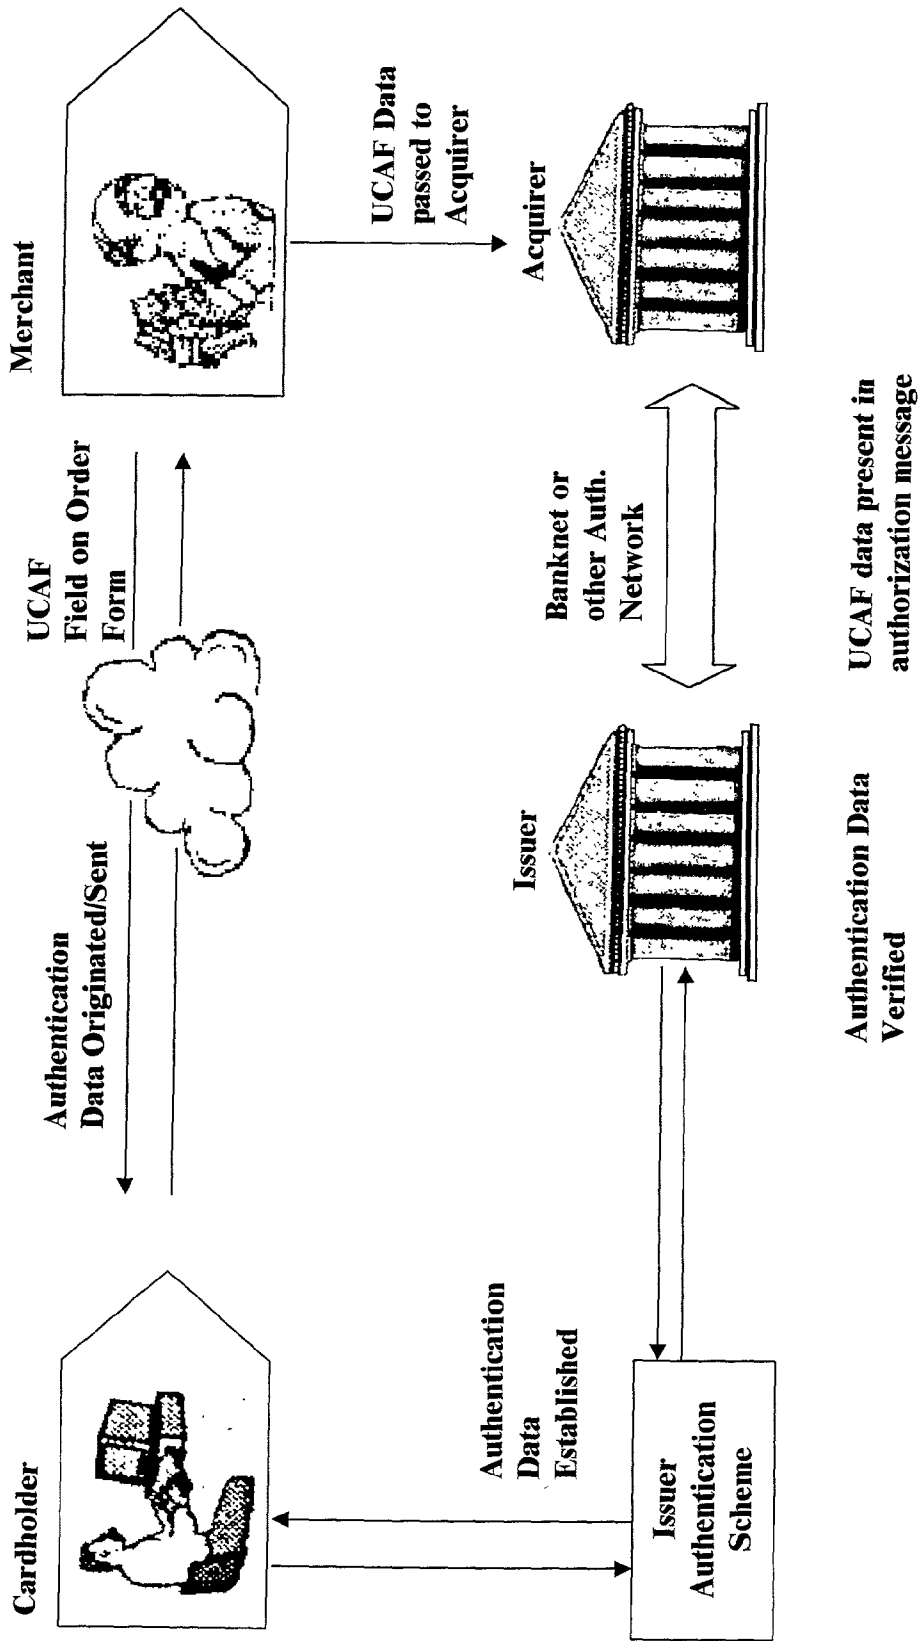 Cardholder
Authentication
Data Originated/Sent
UCAF
Field on Order
Form
Merchant
Authentication
Data
Established
UCAF Data
passed to
Acquirer
Issuer
Authentication
Scheme
Issuer
Banknet or
other Auth.
Network
Acquirer
Authentication Data
Verified
UCAF data present in
authorization message